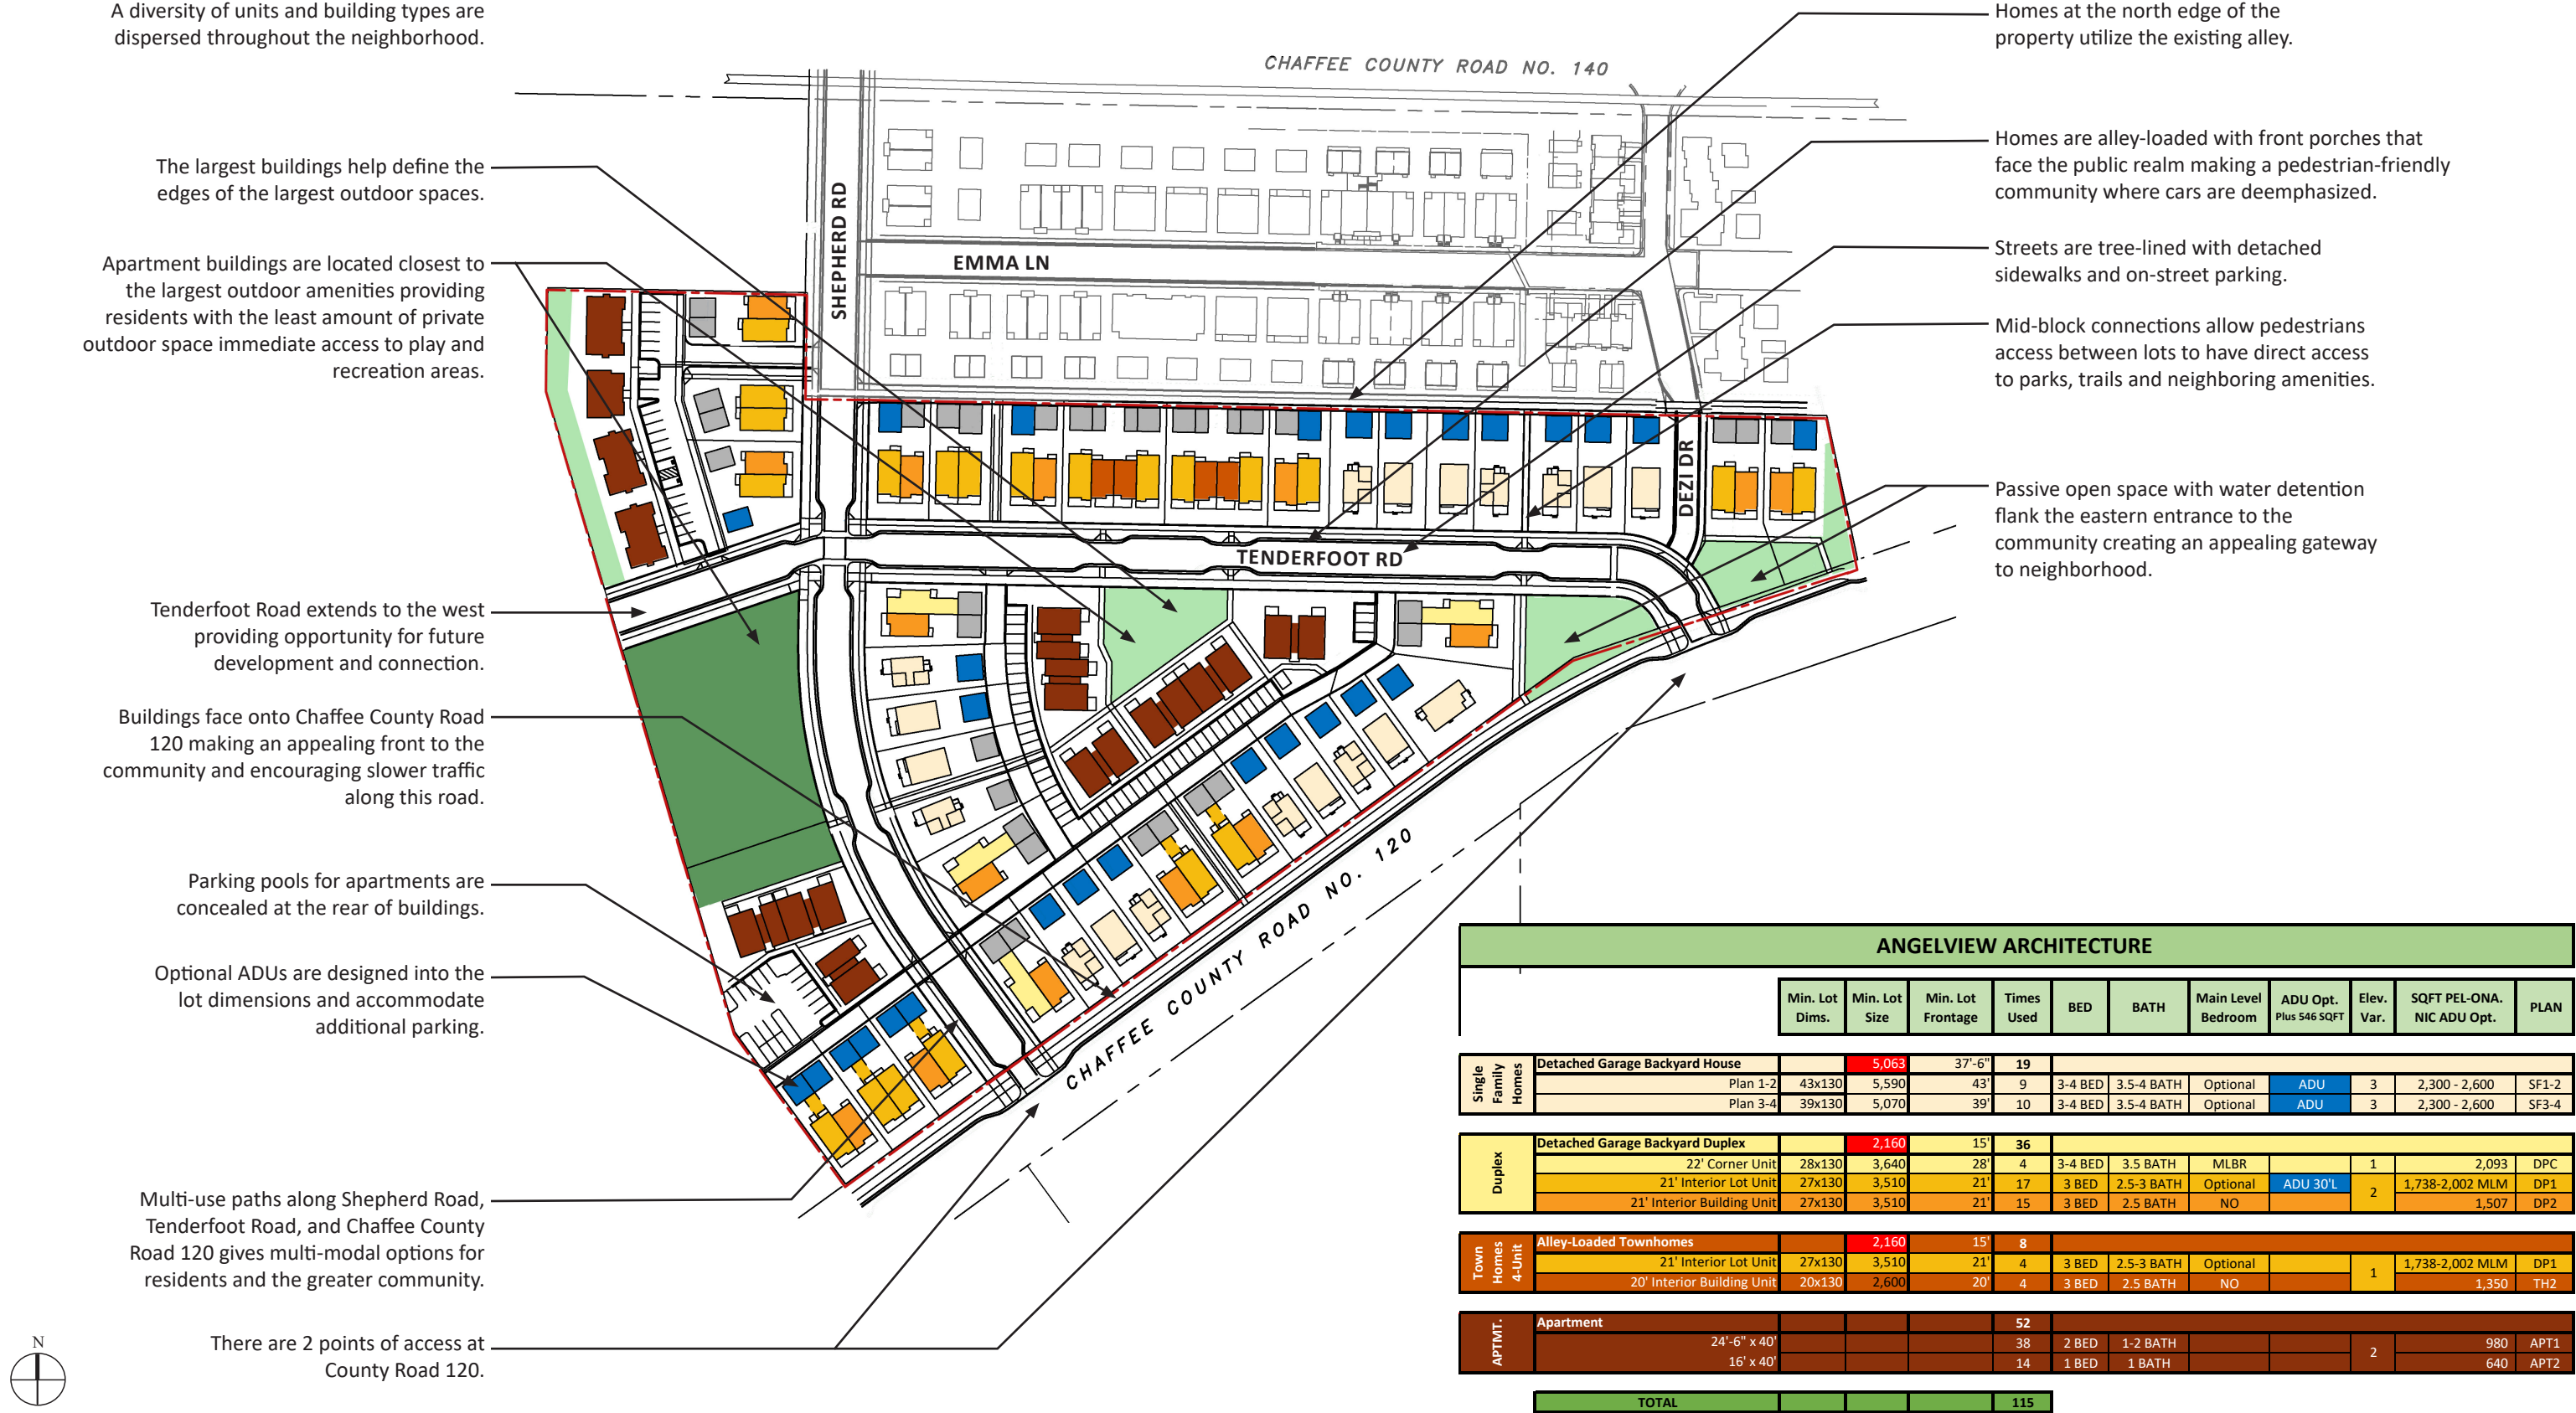 A diversity of units and building types are
dispersed throughout the neighborhood.
The largest buildings help define the
edges of the largest outdoor spaces.
Apartment buildings are located closest to
the largest outdoor amenities providing
residents with the least amount of private
outdoor space immediate access to play and
recreation areas.
Tenderfoot Road extends to the west
providing opportunity for future
development and connection.
Buildings face onto Chaffee County Road
120 making an appealing front to the
community and encouraging slower traffic
along this road.
Parking pools for apartments are
concealed at the rear of buildings.
Optional ADUs are designed into the
lot dimensions and accommodate
additional parking.
Multi-use paths along Shepherd Road,
Tenderfoot Road, and Chaffee County
Road 120 gives multi-modal options for
residents and the greater community.
There are 2 points of access at
County Road 120.
N
CHAFFEE COUNTY ROAD NO. 140
SHEPHERD RD
EMMA LN
DEZI DR
TENDERFOOT RD
CHAFFEE COUNTY ROAD NO. 120
Homes at the north edge of the
property utilize the existing alley.
Homes are alley-loaded with front porches that
face the public realm making a pedestrian-friendly
community where cars are deemphasized.
Streets are tree-lined with detached
sidewalks and on-street parking.
Mid-block connections allow pedestrians
access between lots to have direct access
to parks, trails and neighboring amenities.
Passive open space with water detention
flank the eastern entrance to the
community creating an appealing gateway
to neighborhood.
ANGELVIEW ARCHITECTURE
Min. Lot Dims. Min. Lot Size Min. Lot Frontage Times Used BED BATH Main Level Bedroom ADU Opt. Plus 546 SQFT Elev. Var. SQFT PEL-ONA. NIC ADU Opt. PLAN
Single Family Homes
Detached Garage Backyard House 5,063 37'-6" 19
Plan 1-2 43x130 5,590 43' 9 3-4 BED 3.5-4 BATH Optional ADU 3 2,300 - 2,600 SF1-2
Plan 3-4 39x130 5,070 39' 10 3-4 BED 3.5-4 BATH Optional ADU 3 2,300 - 2,600 SF3-4
Duplex
Detached Garage Backyard Duplex 2,160 15' 36
22' Corner Unit 28x130 3,640 28' 4 3-4 BED 3.5 BATH MLBR 1 2,093 DPC
21' Interior Lot Unit 27x130 3,510 21' 17 3 BED 2.5-3 BATH Optional ADU 30'L 2 1,738-2,002 MLM DP1
21' Interior Building Unit 27x130 3,510 21' 15 3 BED 2.5 BATH NO 1,507 DP2
Town Homes 4-Unit
Alley-Loaded Townhomes 2,160 15' 8
21' Interior Lot Unit 27x130 3,510 21' 4 3 BED 2.5-3 BATH Optional 1 1,738-2,002 MLM DP1
20' Interior Building Unit 20x130 2,600 20' 4 3 BED 2.5 BATH NO 1,350 TH2
APTMT.
Apartment 52
24'-6" x 40' 38 2 BED 1-2 BATH 2 980 APT1
16' x 40' 14 1 BED 1 BATH 640 APT2
TOTAL 115